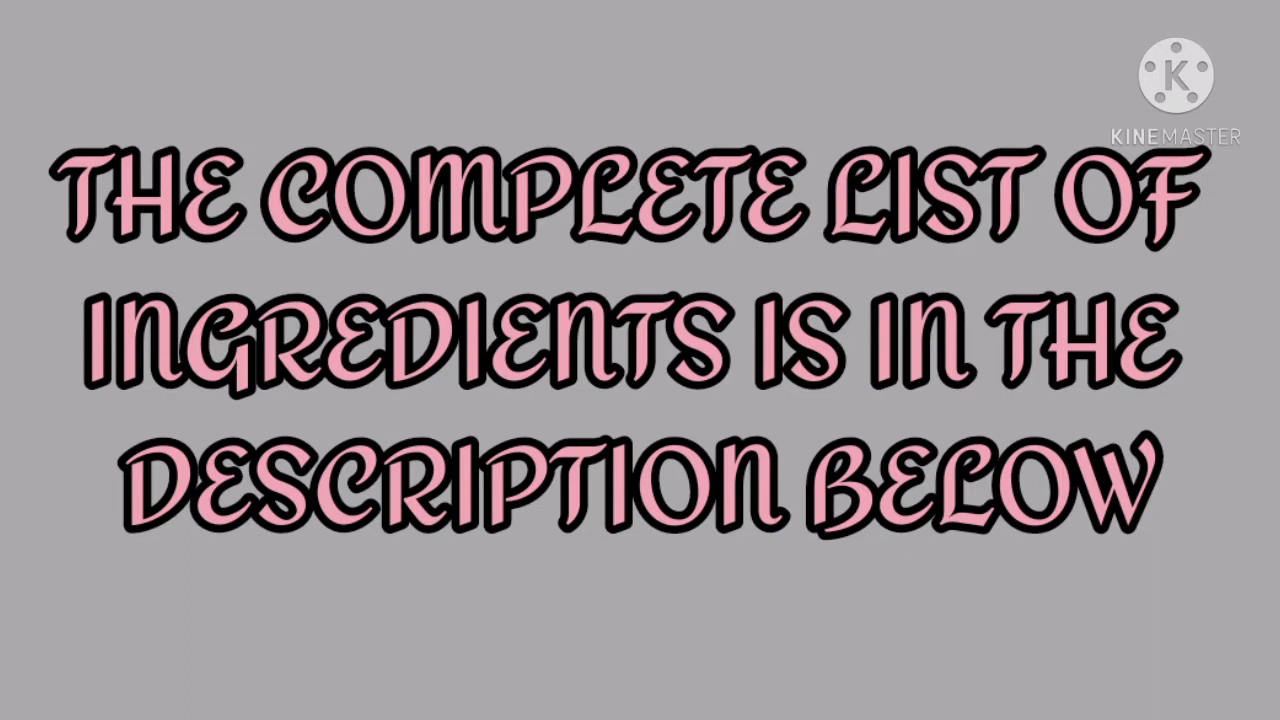 K
KINEMASTER
THE COMPLETE LIST OF
INGREDIENTS IS IN THE
DESCRIPTION BELOW